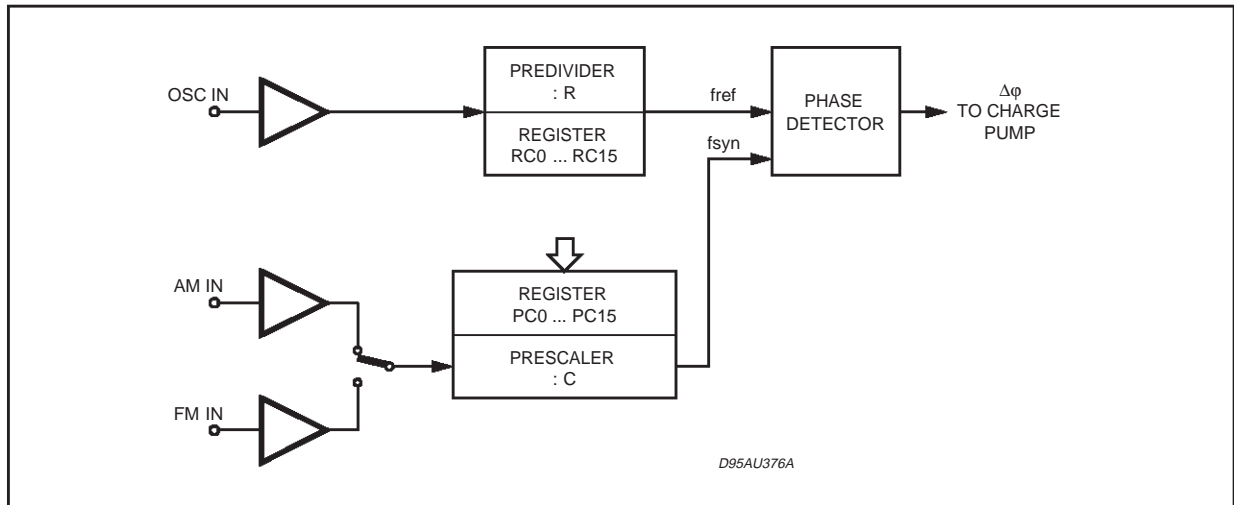 OSC IN
PREDIVIDER
: R
REGISTER
RC0 ... RC15
fref
fsyn
PHASE
DETECTOR
Δφ
TO CHARGE
PUMP
AM IN
FM IN
REGISTER
PC0 ... PC15
PRESCALER
: C
D95AU376A